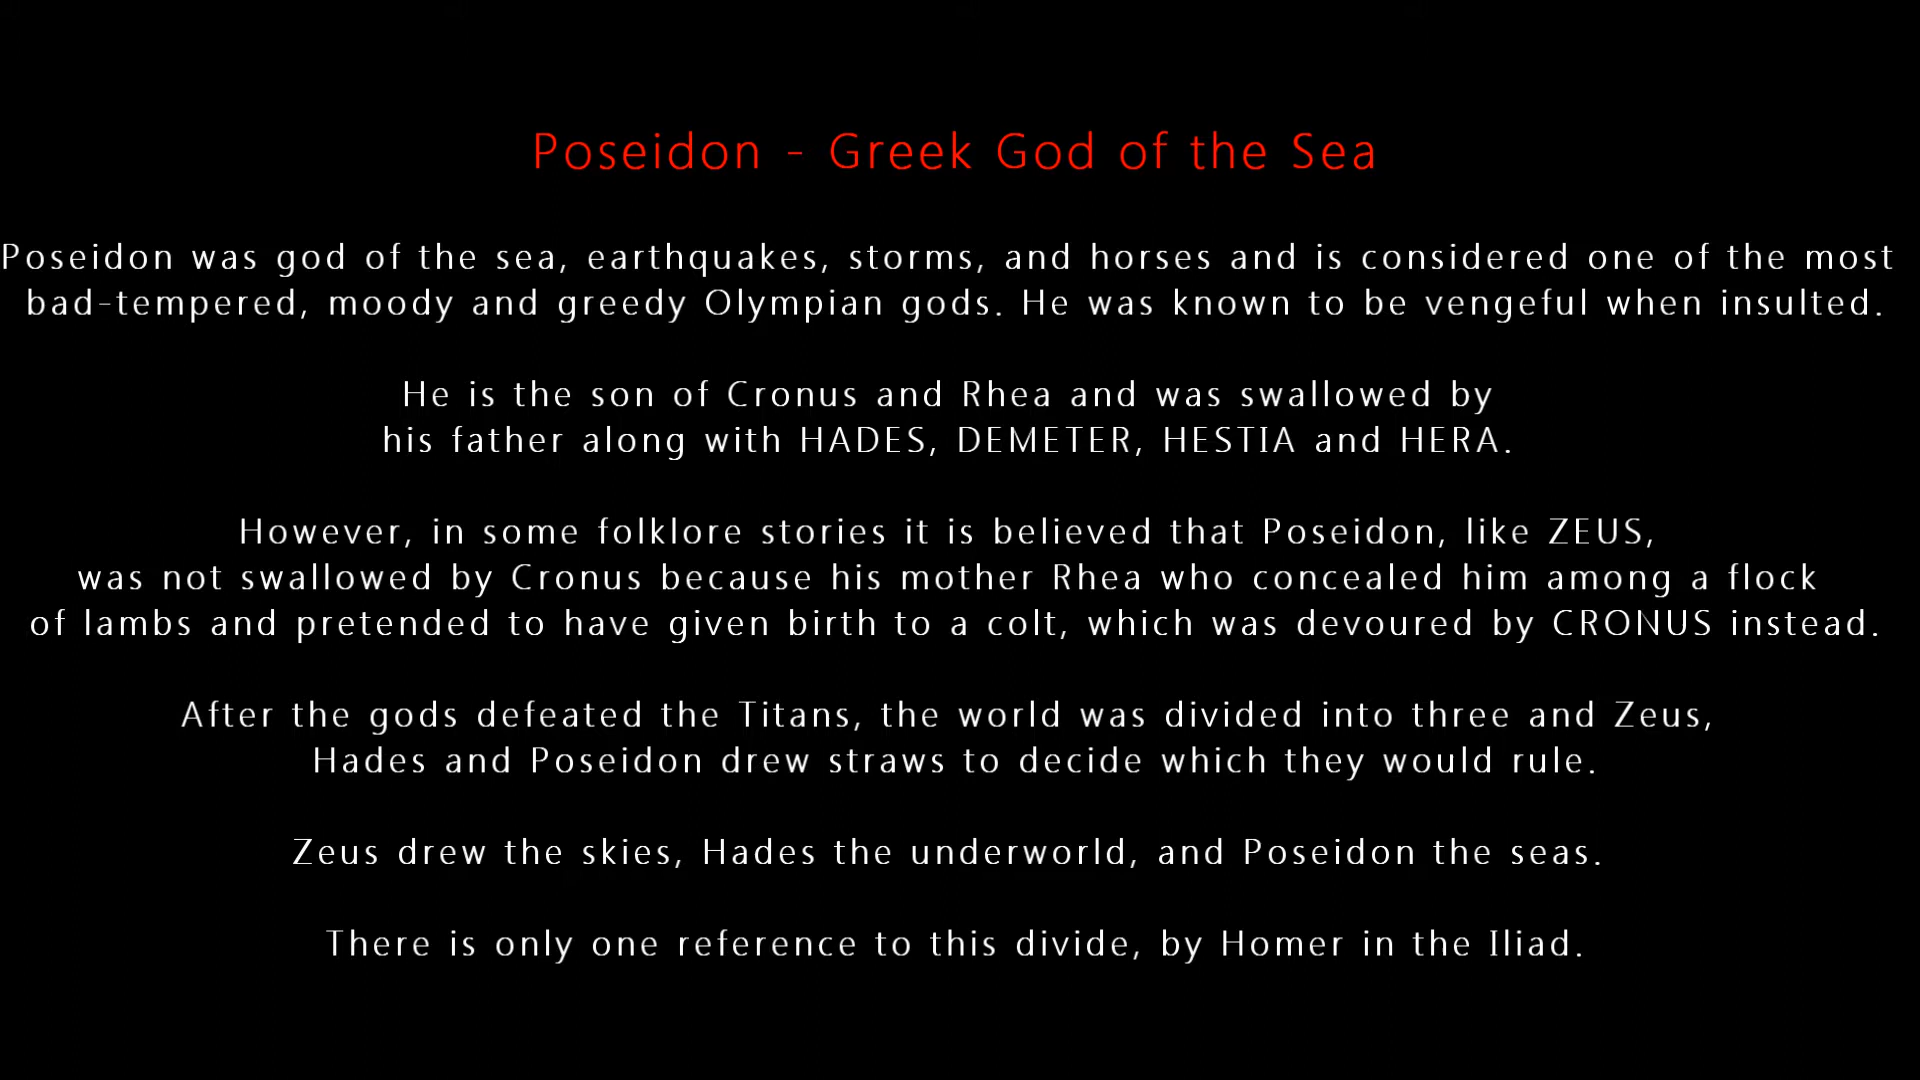 Poseidon - Greek God of the Sea
Poseidon was god of the sea, earthquakes, storms, and horses and is considered one of the most
bad-tempered, moody and greedy Olympian gods. He was known to be vengeful when insulted.
He is the son of Cronus and Rhea and was swallowed by
his father along with HADES, DEMETER, HESTIA and HERA.
However, in some folklore stories it is believed that Poseidon, like ZEUS,
was not swallowed by Cronus because his mother Rhea who concealed him among a flock
of lambs and pretended to have given birth to a colt, which was devoured by CRONUS instead.
After the gods defeated the Titans, the world was divided into three and Zeus,
Hades and Poseidon drew straws to decide which they would rule.
Zeus drew the skies, Hades the underworld, and Poseidon the seas.
There is only one reference to this divide, by Homer in the Iliad.